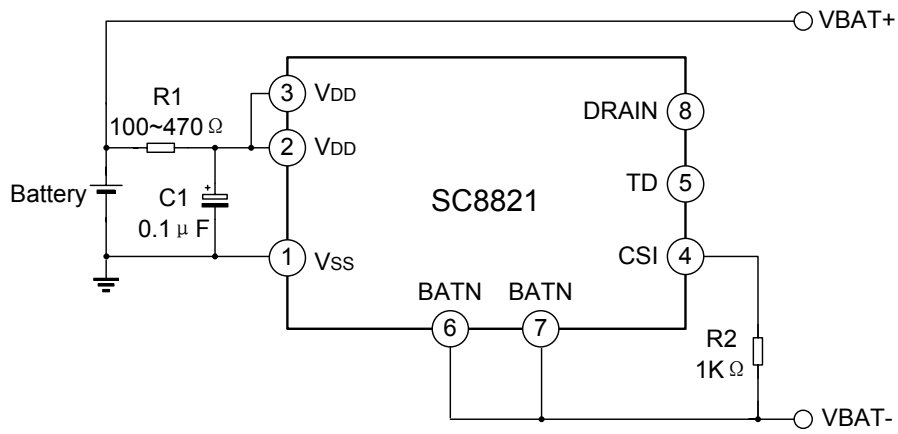 VBAT+
R1
100~470 Ω
3 VDD
2 VDD
DRAIN 8
Battery
C1
+
0.1 μ F
SC8821
TD 5
1 VSS
CSI 4
BATN BATN
6 7
R2
1K Ω
VBAT-